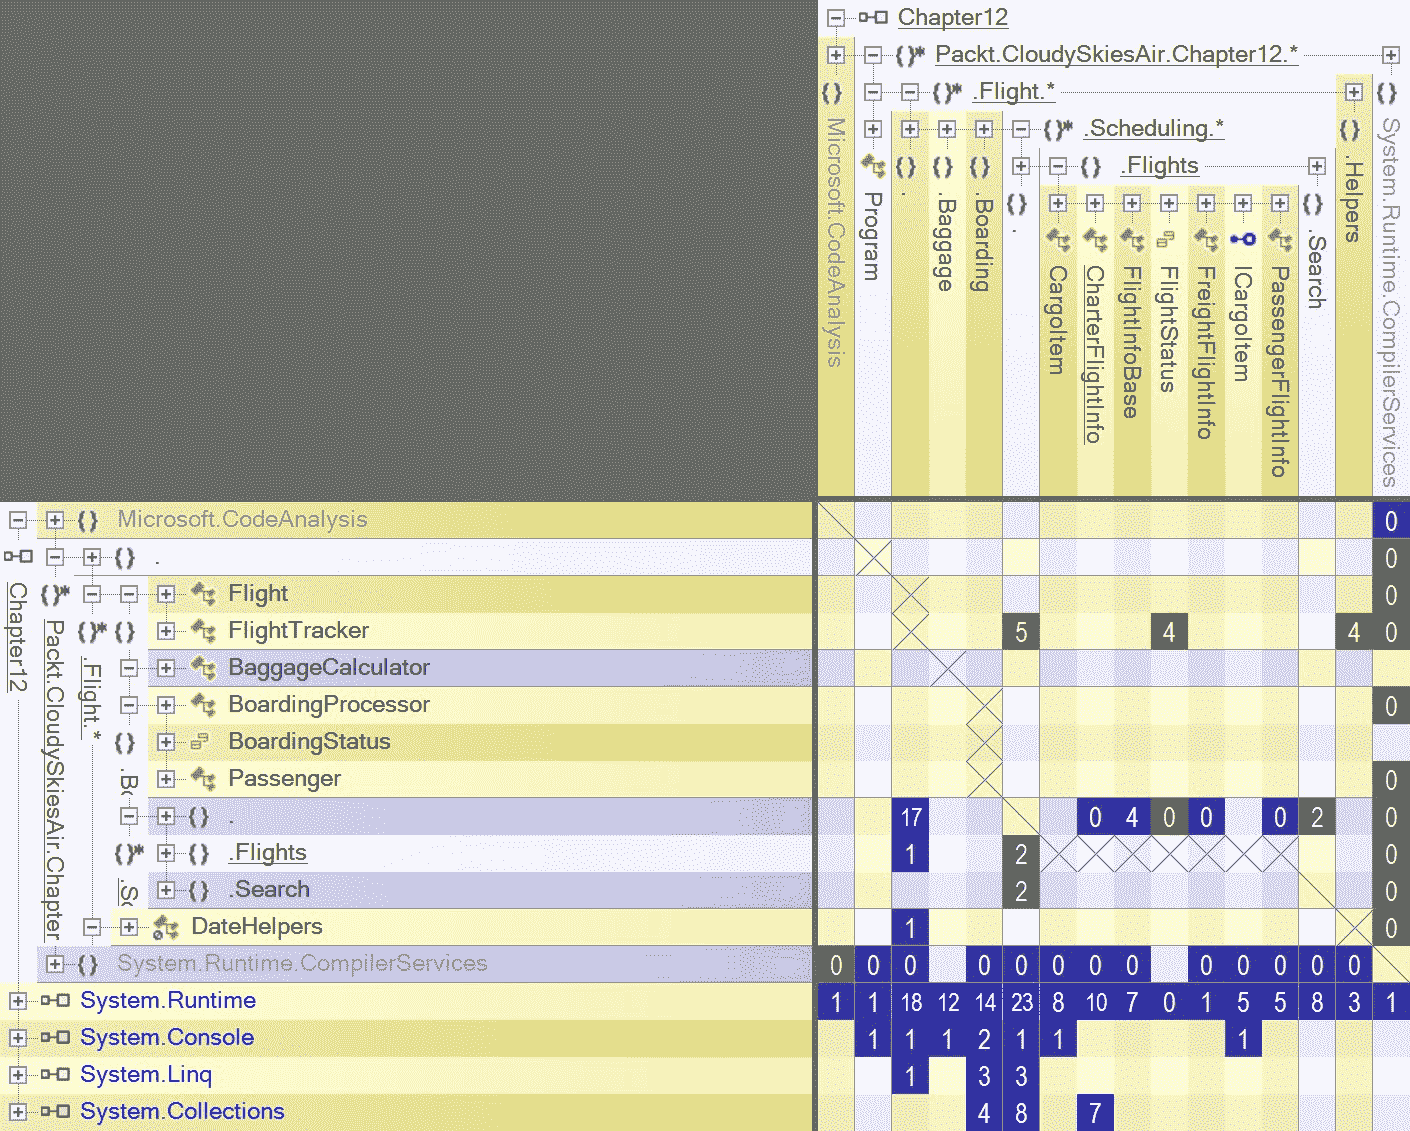 Chapter12
Packt.CloudySkiesAir.Chapter12.*
.Flight.*
.Scheduling.*
.Flights
Microsoft.CodeAnalysis
Program
.
.Baggage
.Boarding
.
CargoItem
CharterFlightInfo
FlightInfoBase
FlightStatus
FreightFlightInfo
ICargoItem
PassengerFlightInfo
.Search
.Helpers
System.Runtime.CompilerServices
Chapter12
Packt.CloudySkiesAir.Chapter
.Flight.*
Microsoft.CodeAnalysis 0
. 0
Flight 0
FlightTracker 5 4 4 0
BaggageCalculator
BoardingProcessor 0
BoardingStatus
.Bo
Passenger 0
. 17 0 4 0 0 0 2 0
.Flights 1 2 0
.Sc
.Search 2 0
DateHelpers 1 0
System.Runtime.CompilerServices 0 0 0 0 0 0 0 0 0 0 0 0 0
System.Runtime 1 1 18 12 14 23 8 10 7 0 1 5 5 8 3 1
System.Console 1 1 1 2 1 1 1
System.Linq 1 3 3
System.Collections 4 8 7